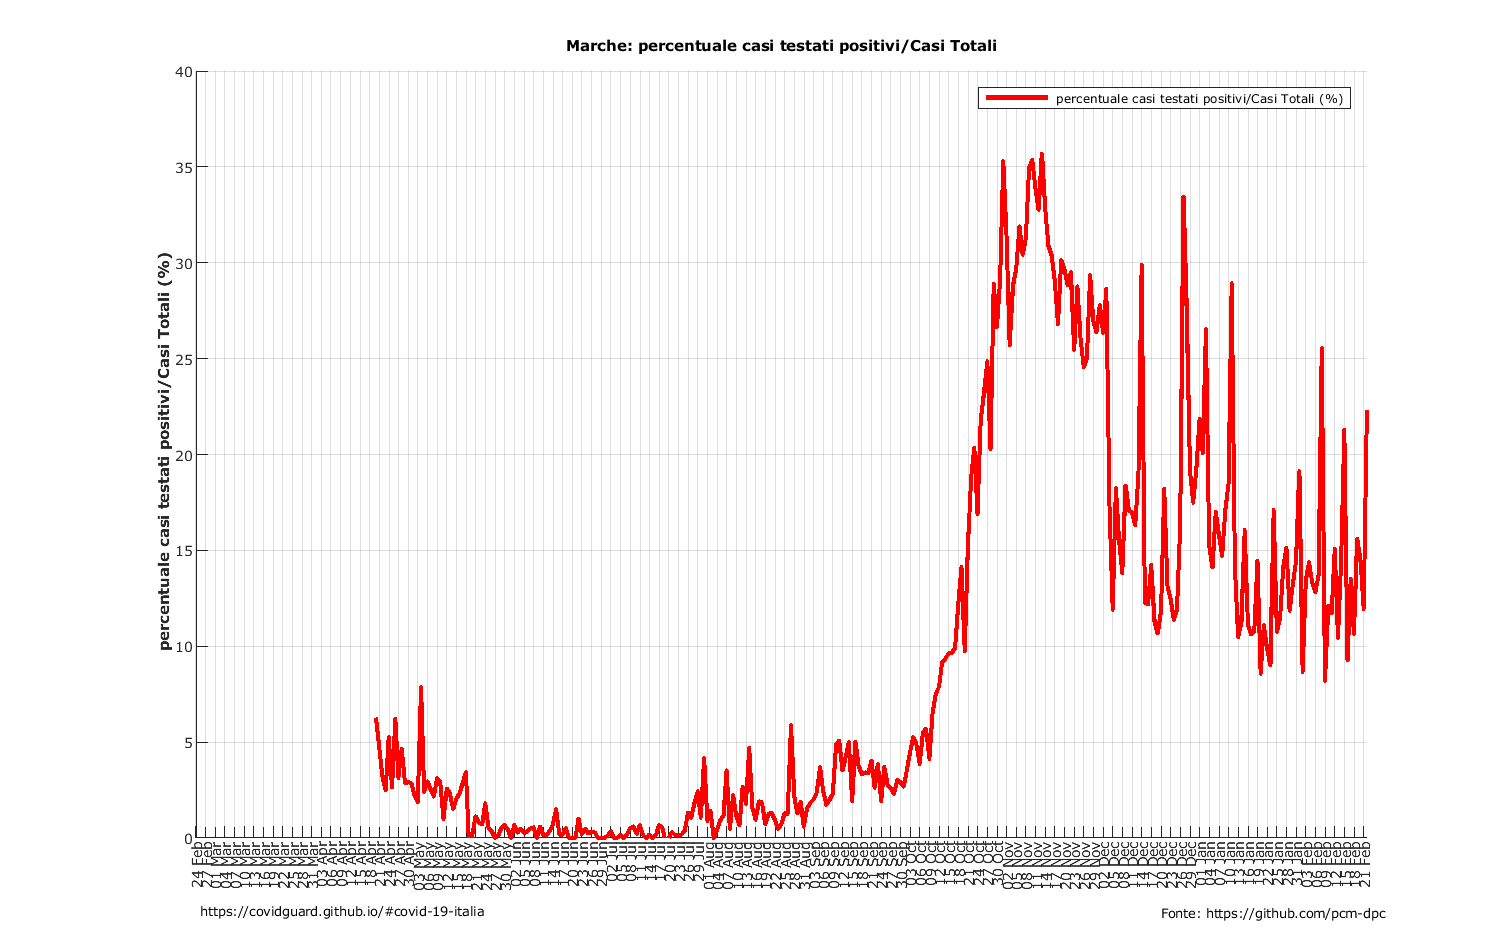 Marche: percentuale casi testati positivi/Casi Totali
percentuale casi testati positivi/Casi Totali (%)
percentuale casi testati positivi/Casi Totali (%)
40
35
30
25
20
15
10
5
0
24 Feb
27 Feb
01 Mar
04 Mar
07 Mar
10 Mar
13 Mar
16 Mar
19 Mar
22 Mar
25 Mar
28 Mar
31 Mar
03 Apr
06 Apr
09 Apr
12 Apr
15 Apr
18 Apr
21 Apr
24 Apr
27 Apr
30 Apr
03 May
06 May
09 May
12 May
15 May
18 May
21 May
24 May
27 May
30 May
02 Jun
05 Jun
08 Jun
11 Jun
14 Jun
17 Jun
20 Jun
23 Jun
26 Jun
29 Jun
02 Jul
05 Jul
08 Jul
11 Jul
14 Jul
17 Jul
20 Jul
23 Jul
26 Jul
29 Jul
01 Aug
04 Aug
07 Aug
10 Aug
13 Aug
16 Aug
19 Aug
22 Aug
25 Aug
28 Aug
31 Aug
03 Sep
06 Sep
09 Sep
12 Sep
15 Sep
18 Sep
21 Sep
24 Sep
27 Sep
30 Sep
03 Oct
06 Oct
09 Oct
12 Oct
15 Oct
18 Oct
21 Oct
24 Oct
27 Oct
30 Oct
02 Nov
05 Nov
08 Nov
11 Nov
14 Nov
17 Nov
20 Nov
23 Nov
26 Nov
29 Nov
02 Dec
05 Dec
08 Dec
11 Dec
14 Dec
17 Dec
20 Dec
23 Dec
26 Dec
29 Dec
01 Jan
04 Jan
07 Jan
10 Jan
13 Jan
16 Jan
19 Jan
22 Jan
25 Jan
28 Jan
31 Jan
03 Feb
06 Feb
09 Feb
12 Feb
15 Feb
18 Feb
21 Feb
https://covidguard.github.io/#covid-19-italia
Fonte: https://github.com/pcm-dpc